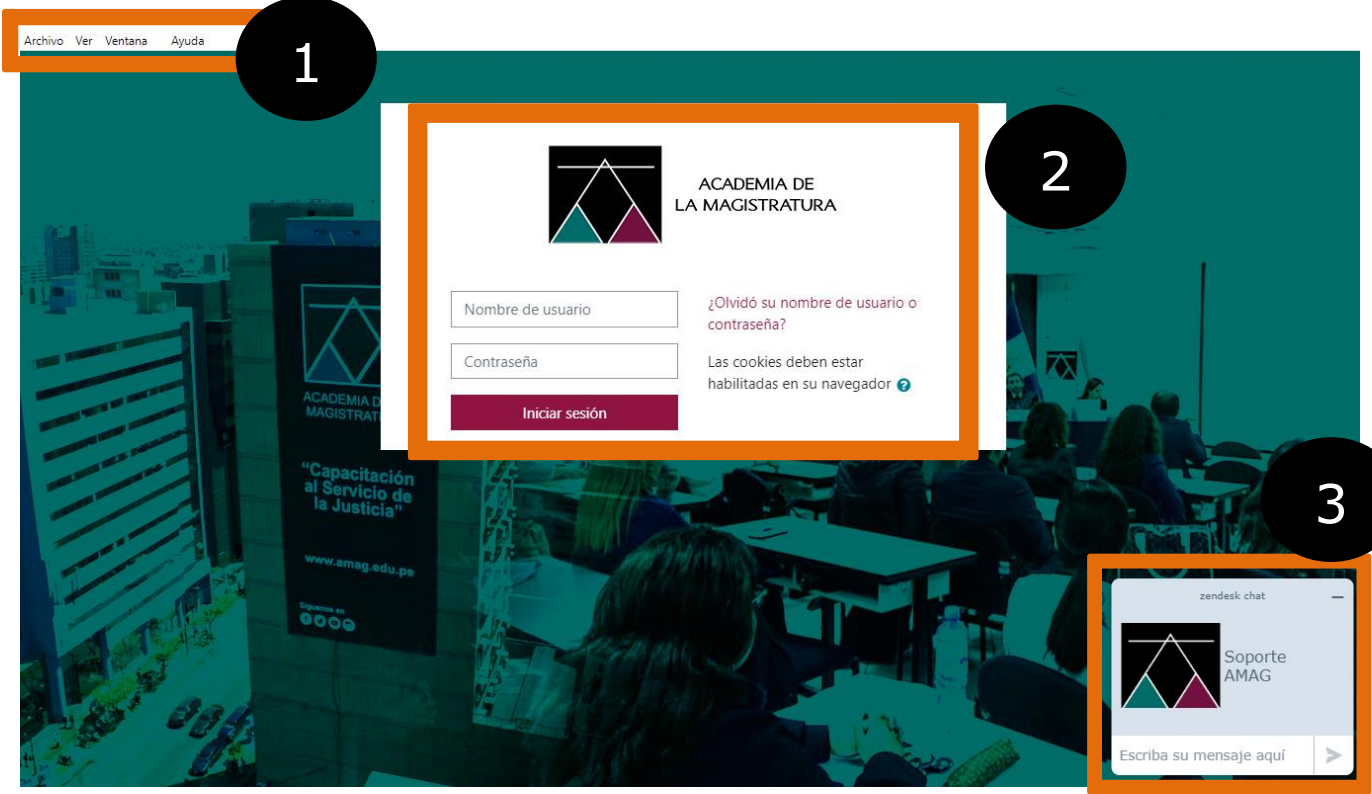 Archivo Ver Ventana Ayuda
1
2
ACADEMIA DE
LA MAGISTRATURA
Nombre de usuario
¿Olvidó su nombre de usuario o
contraseña?
Contraseña
Las cookies deben estar
habilitadas en su navegador
Iniciar sesión
ACADEMIA D
MAGISTRAT
“Capacitación
al Servicio de
la Justicia”
www.amag.edu.pe
Síguenos en
3
zendesk chat
Soporte
AMAG
Escriba su mensaje aquí